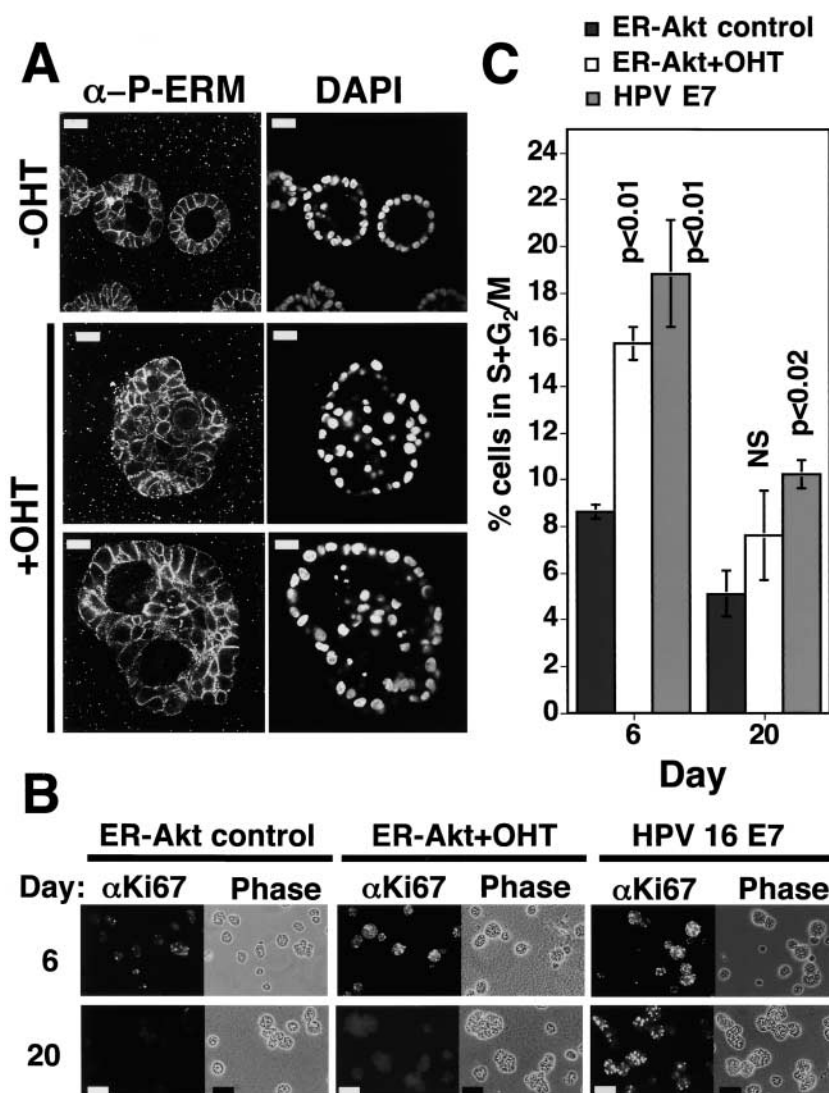 A
α–P-ERM DAPI
-OHT
+OHT
C
ER-Akt control
ER-Akt+OHT
HPV E7
% cells in S+G₂/M
24
22
20
18
16
14
12
10
8
6
4
2
0
p<0.01
p<0.01
NS
p<0.02
6 20
Day
B
ER-Akt control ER-Akt+OHT HPV 16 E7
Day: αKi67 Phase αKi67 Phase αKi67 Phase
6
20